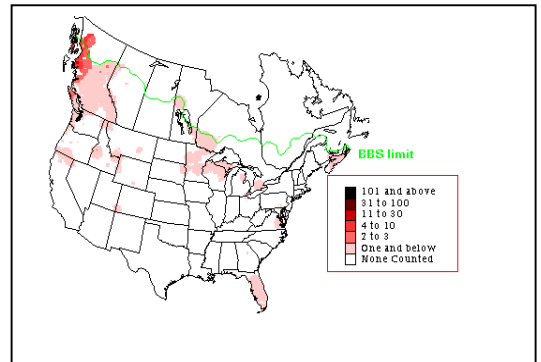 BBS limit
101 and above
31 to 100
11 to 30
4 to 10
2 to 3
One and below
None Counted